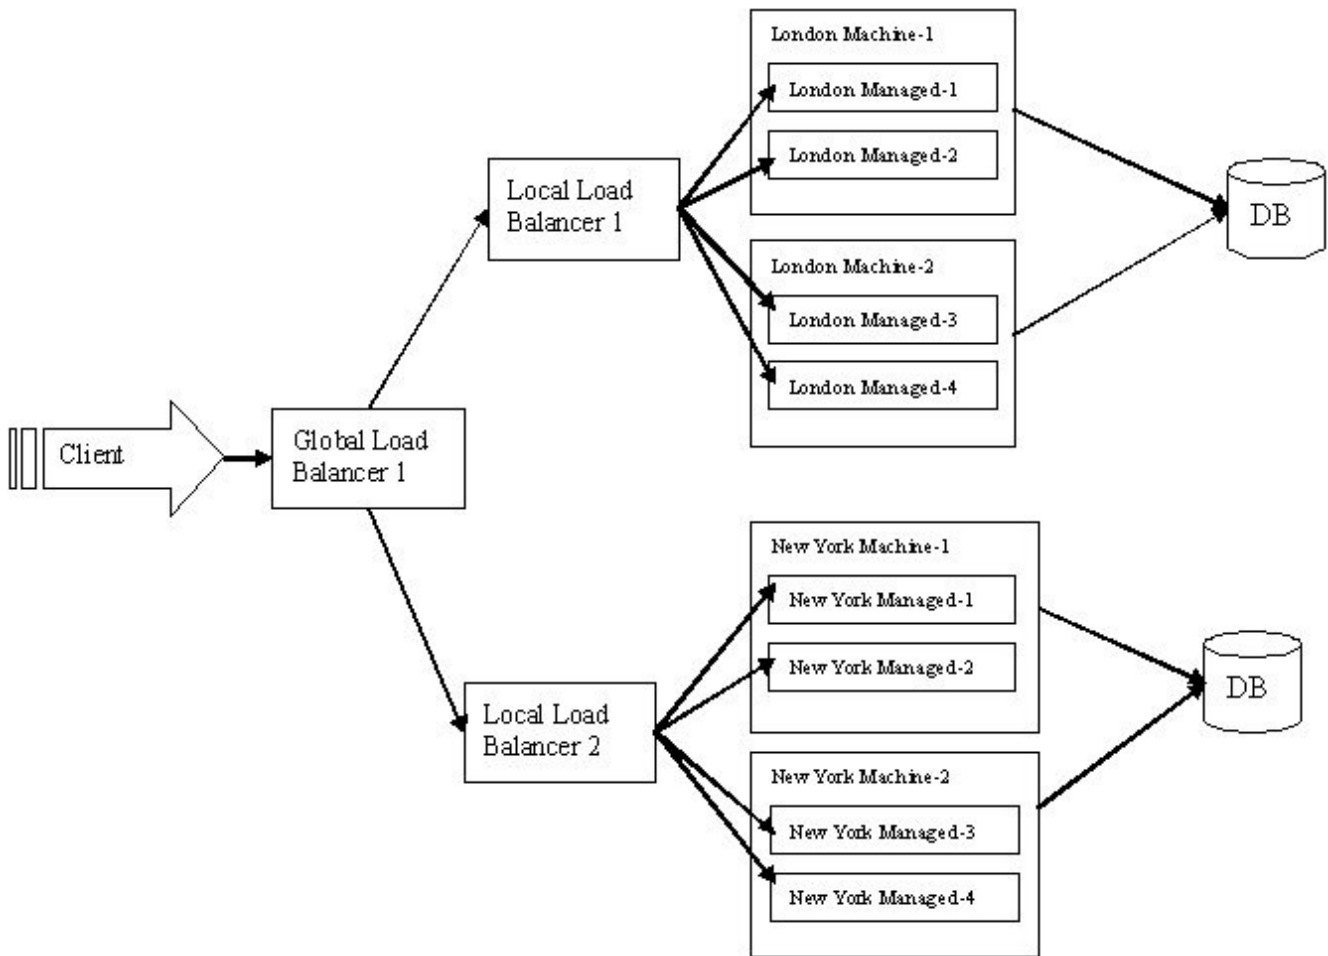 London Machine-1
London Managed-1
London Managed-2
Local Load
Balancer 1
DB
London Machine-2
London Managed-3
London Managed-4
Client
Global Load
Balancer 1
New York Machine-1
New York Managed-1
New York Managed-2
Local Load
Balancer 2
DB
New York Machine-2
New York Managed-3
New York Managed-4